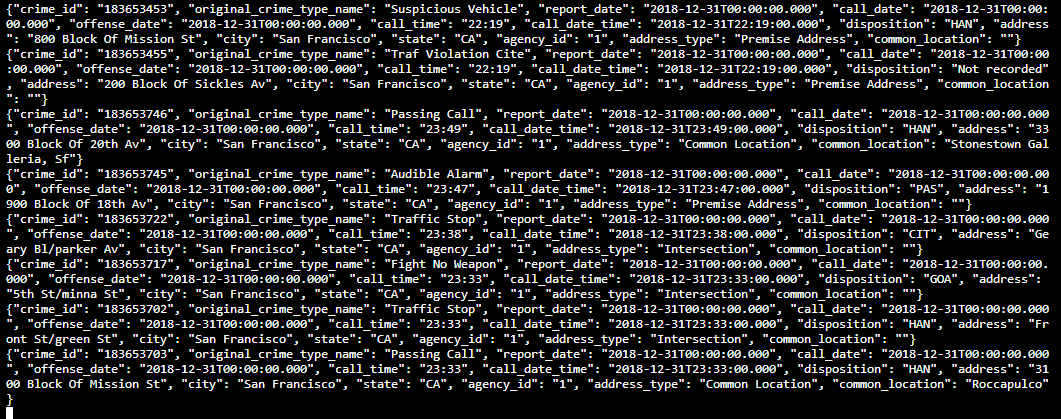 {"crime_id": "183653453", "original_crime_type_name": "Suspicious Vehicle", "report_date": "2018-12-31T00:00:00.000", "call_date": "2018-12-31T00:00:
00.000", "offense_date": "2018-12-31T00:00:00.000", "call_time": "22:19", "call_date_time": "2018-12-31T22:19:00.000", "disposition": "HAN", "address
": "800 Block Of Mission St", "city": "San Francisco", "state": "CA", "agency_id": "1", "address_type": "Premise Address", "common_location": ""}
{"crime_id": "183653455", "original_crime_type_name": "Traf Violation Cite", "report_date": "2018-12-31T00:00:00.000", "call_date": "2018-12-31T00:00
:00.000", "offense_date": "2018-12-31T00:00:00.000", "call_time": "22:19", "call_date_time": "2018-12-31T22:19:00.000", "disposition": "Not recorded"
, "address": "200 Block Of Sickles Av", "city": "San Francisco", "state": "CA", "agency_id": "1", "address_type": "Premise Address", "common_location
": ""}
{"crime_id": "183653746", "original_crime_type_name": "Passing Call", "report_date": "2018-12-31T00:00:00.000", "call_date": "2018-12-31T00:00:00.000
", "offense_date": "2018-12-31T00:00:00.000", "call_time": "23:49", "call_date_time": "2018-12-31T23:49:00.000", "disposition": "HAN", "address": "33
00 Block Of 20th Av", "city": "San Francisco", "state": "CA", "agency_id": "1", "address_type": "Common Location", "common_location": "Stonestown Gal
leria, Sf"}
{"crime_id": "183653745", "original_crime_type_name": "Audible Alarm", "report_date": "2018-12-31T00:00:00.000", "call_date": "2018-12-31T00:00:00.00
0", "offense_date": "2018-12-31T00:00:00.000", "call_time": "23:47", "call_date_time": "2018-12-31T23:47:00.000", "disposition": "PAS", "address": "1
900 Block Of 18th Av", "city": "San Francisco", "state": "CA", "agency_id": "1", "address_type": "Premise Address", "common_location": ""}
{"crime_id": "183653722", "original_crime_type_name": "Traffic Stop", "report_date": "2018-12-31T00:00:00.000", "call_date": "2018-12-31T00:00:00.000
", "offense_date": "2018-12-31T00:00:00.000", "call_time": "23:38", "call_date_time": "2018-12-31T23:38:00.000", "disposition": "CIT", "address": "Ge
ary Bl/parker Av", "city": "San Francisco", "state": "CA", "agency_id": "1", "address_type": "Intersection", "common_location": ""}
{"crime_id": "183653717", "original_crime_type_name": "Fight No Weapon", "report_date": "2018-12-31T00:00:00.000", "call_date": "2018-12-31T00:00:00.
000", "offense_date": "2018-12-31T00:00:00.000", "call_time": "23:33", "call_date_time": "2018-12-31T23:33:00.000", "disposition": "GOA", "address": 
"5th St/minna St", "city": "San Francisco", "state": "CA", "agency_id": "1", "address_type": "Intersection", "common_location": ""}
{"crime_id": "183653702", "original_crime_type_name": "Traffic Stop", "report_date": "2018-12-31T00:00:00.000", "call_date": "2018-12-31T00:00:00.000
", "offense_date": "2018-12-31T00:00:00.000", "call_time": "23:33", "call_date_time": "2018-12-31T23:33:00.000", "disposition": "HAN", "address": "Fr
ont St/green St", "city": "San Francisco", "state": "CA", "agency_id": "1", "address_type": "Intersection", "common_location": ""}
{"crime_id": "183653703", "original_crime_type_name": "Passing Call", "report_date": "2018-12-31T00:00:00.000", "call_date": "2018-12-31T00:00:00.000
", "offense_date": "2018-12-31T00:00:00.000", "call_time": "23:33", "call_date_time": "2018-12-31T23:33:00.000", "disposition": "HAN", "address": "31
00 Block Of Mission St", "city": "San Francisco", "state": "CA", "agency_id": "1", "address_type": "Common Location", "common_location": "Roccapulco"
}